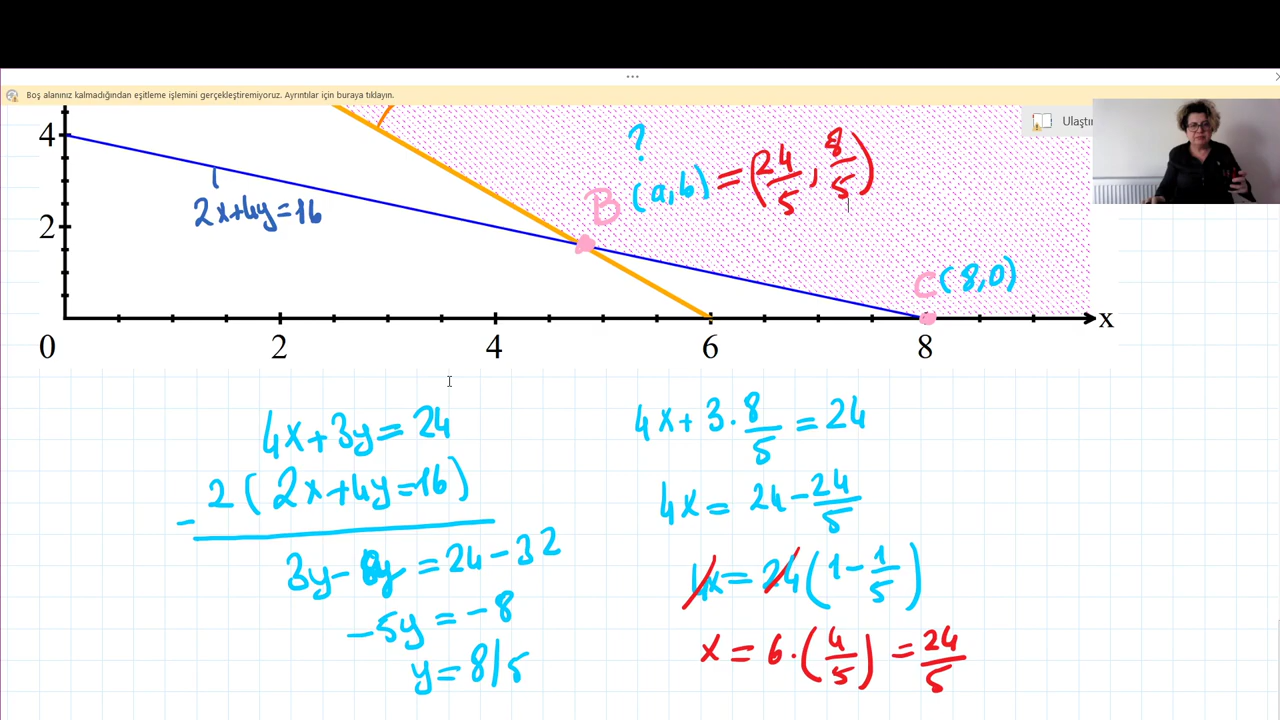 Boş alanınız kalmadığından eşitleme işlemini gerçekleştiremiyoruz. Ayrıntılar için buraya tıklayın.
Ulaştır
4
?
B (a,b) = (24/5, 8/5)
2x+4y=16
2
C (8,0)
x
0 2 4 6 8
4x+3y=24
2(2x+4y=16)
-
3y-8y=24-32
-5y=-8
y=8/5
4x+3·8/5=24
4x=24-24/5
4x=24(1-1/5)
x=6·(4/5)=24/5